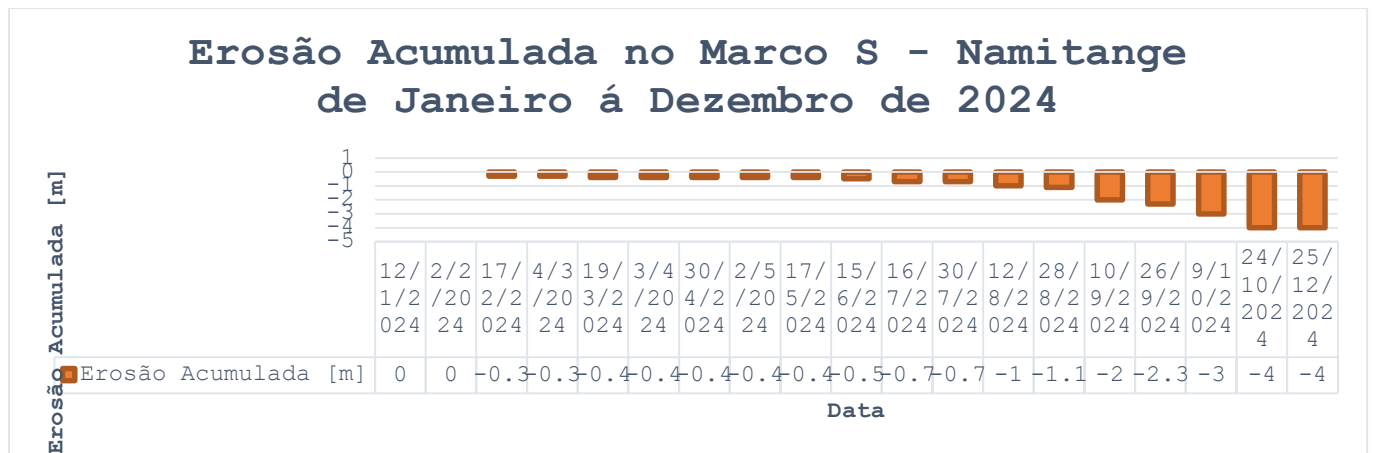 Erosão Acumulada no Marco S - Namitange
de Janeiro á Dezembro de 2024
Erosão Acumulada [m]
1
0
-1
-2
-3
-4
-5
12/1/2024 2/2/2024 17/2/2024 4/3/2024 19/3/2024 3/4/2024 30/4/2024 2/5/2024 17/5/2024 15/6/2024 16/7/2024 30/7/2024 12/8/2024 28/8/2024 10/9/2024 26/9/2024 9/10/2024 24/10/2024 25/12/2024
Erosão Acumulada [m] 0 0 -0.3 -0.3 -0.4 -0.4 -0.4 -0.4 -0.4 -0.5 -0.7 -0.7 -1 -1.1 -2 -2.3 -3 -4 -4
Data